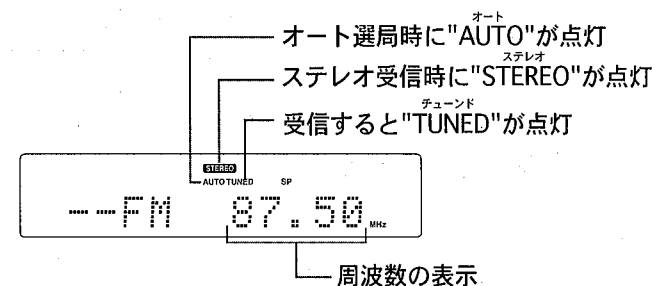 オート
オート選局時に"AUTO"が点灯
ステレオ
ステレオ受信時に"STEREO"が点灯
チューンド
受信すると"TUNED"が点灯
STEREO
AUTO TUNED SP
--FM 87.50 MHz
周波数の表示